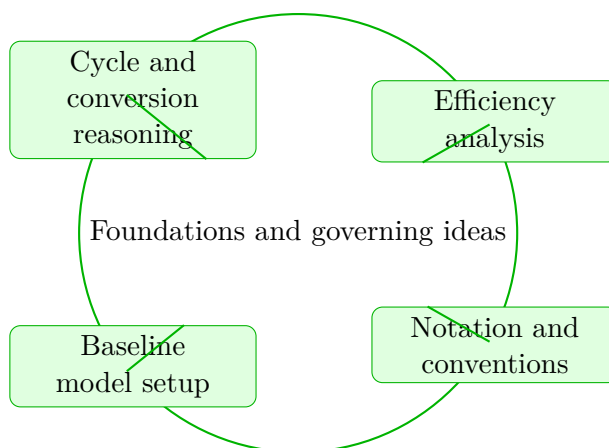 Cycle and
conversion
reasoning
Efficiency
analysis
Foundations and governing ideas
Baseline
model setup
Notation and
conventions